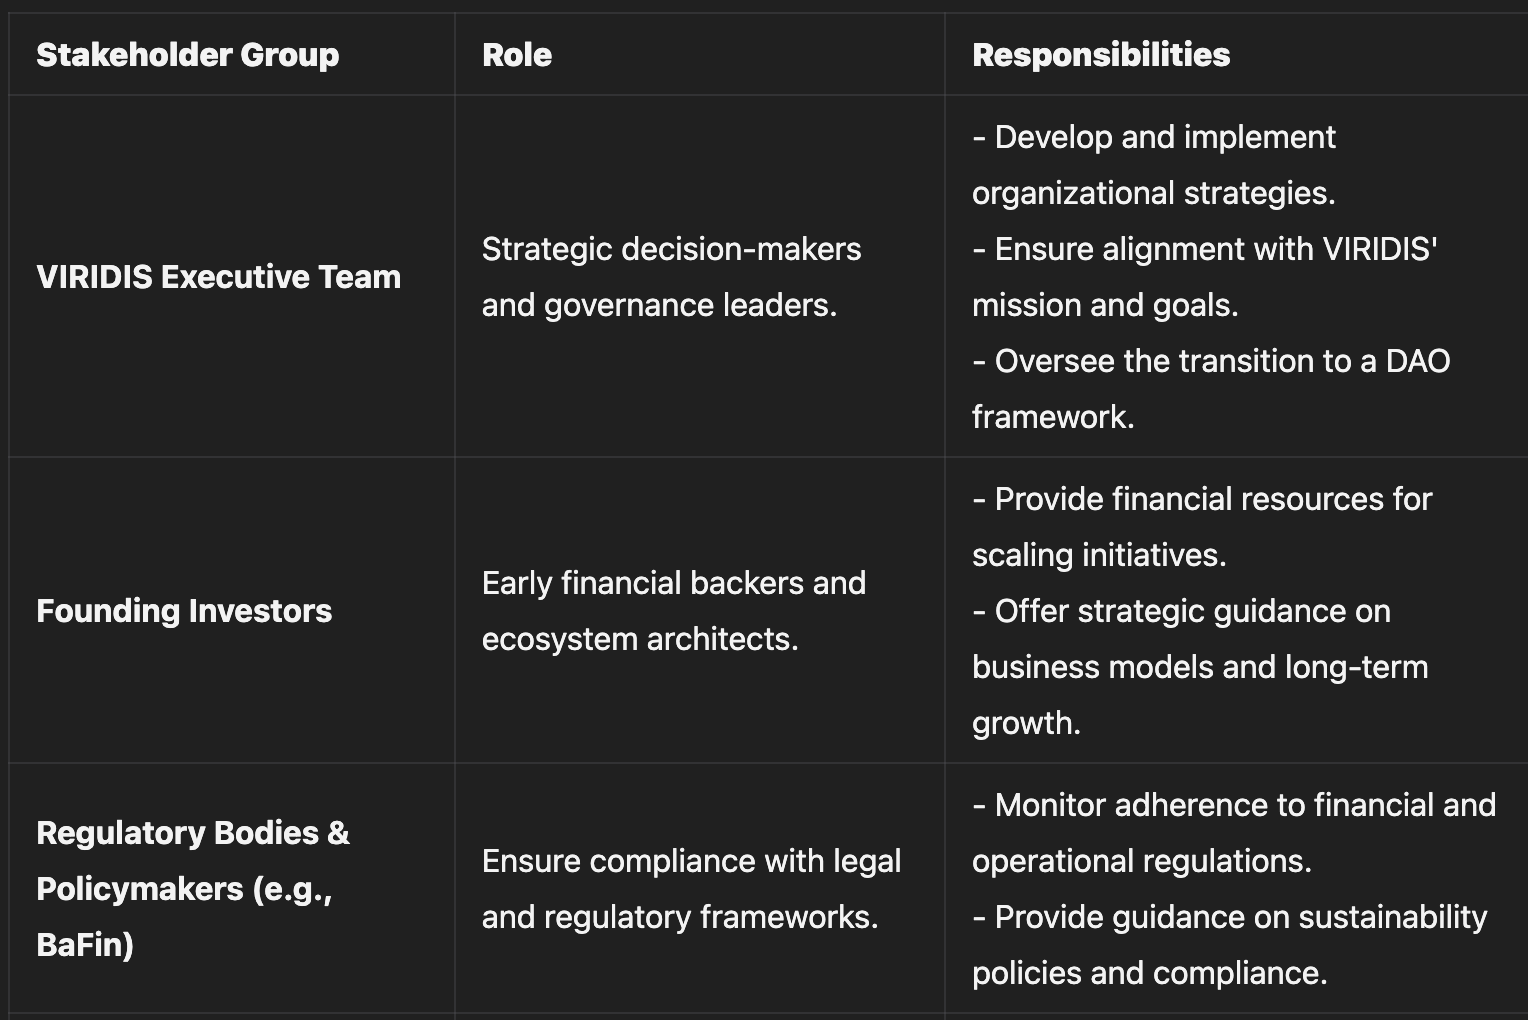 Stakeholder Group
Role
Responsibilities
VIRIDIS Executive Team
Strategic decision-makers
and governance leaders.
- Develop and implement
organizational strategies.
- Ensure alignment with VIRIDIS'
mission and goals.
- Oversee the transition to a DAO
framework.
Founding Investors
Early financial backers and
ecosystem architects.
- Provide financial resources for
scaling initiatives.
- Offer strategic guidance on
business models and long-term
growth.
Regulatory Bodies &
Policymakers (e.g.,
BaFin)
Ensure compliance with legal
and regulatory frameworks.
- Monitor adherence to financial and
operational regulations.
- Provide guidance on sustainability
policies and compliance.